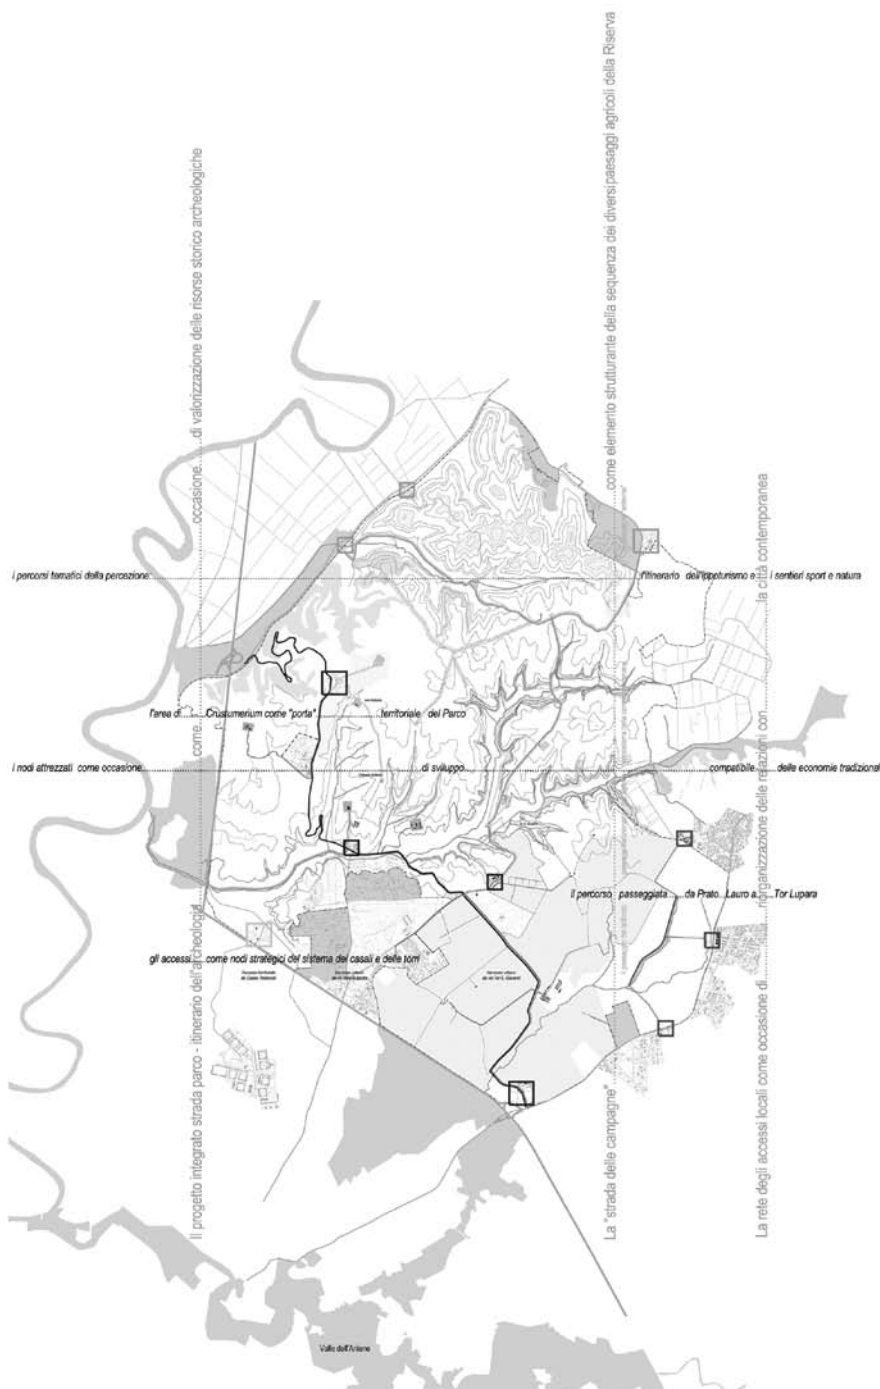 Il progetto integrato strada parco - itinerario dell'archeologia......come......occasione......di valorizzazione delle risorse storico archeologiche
La "strada delle campagne"......come elemento strutturante della sequenza dei diversi paesaggi agricoli della Riserva
La rete degli accessi locali come occasione di......riorganizzazione delle relazioni con......la città contemporanea
i percorsi tematici della percezione......l'itinerario dell'ippoturismo e i sentieri sport e natura
l'area di......Crustumerium come "porta"......territoriale del Parco
i nodi attrezzati come occasione......di sviluppo......compatibile......delle economie tradizional
il percorso passeggiata......da Prato Lauro a......Tor Lupara
gli accessi......come nodi strategici del sistema dei casali e delle torri
Valle dell'Aniene